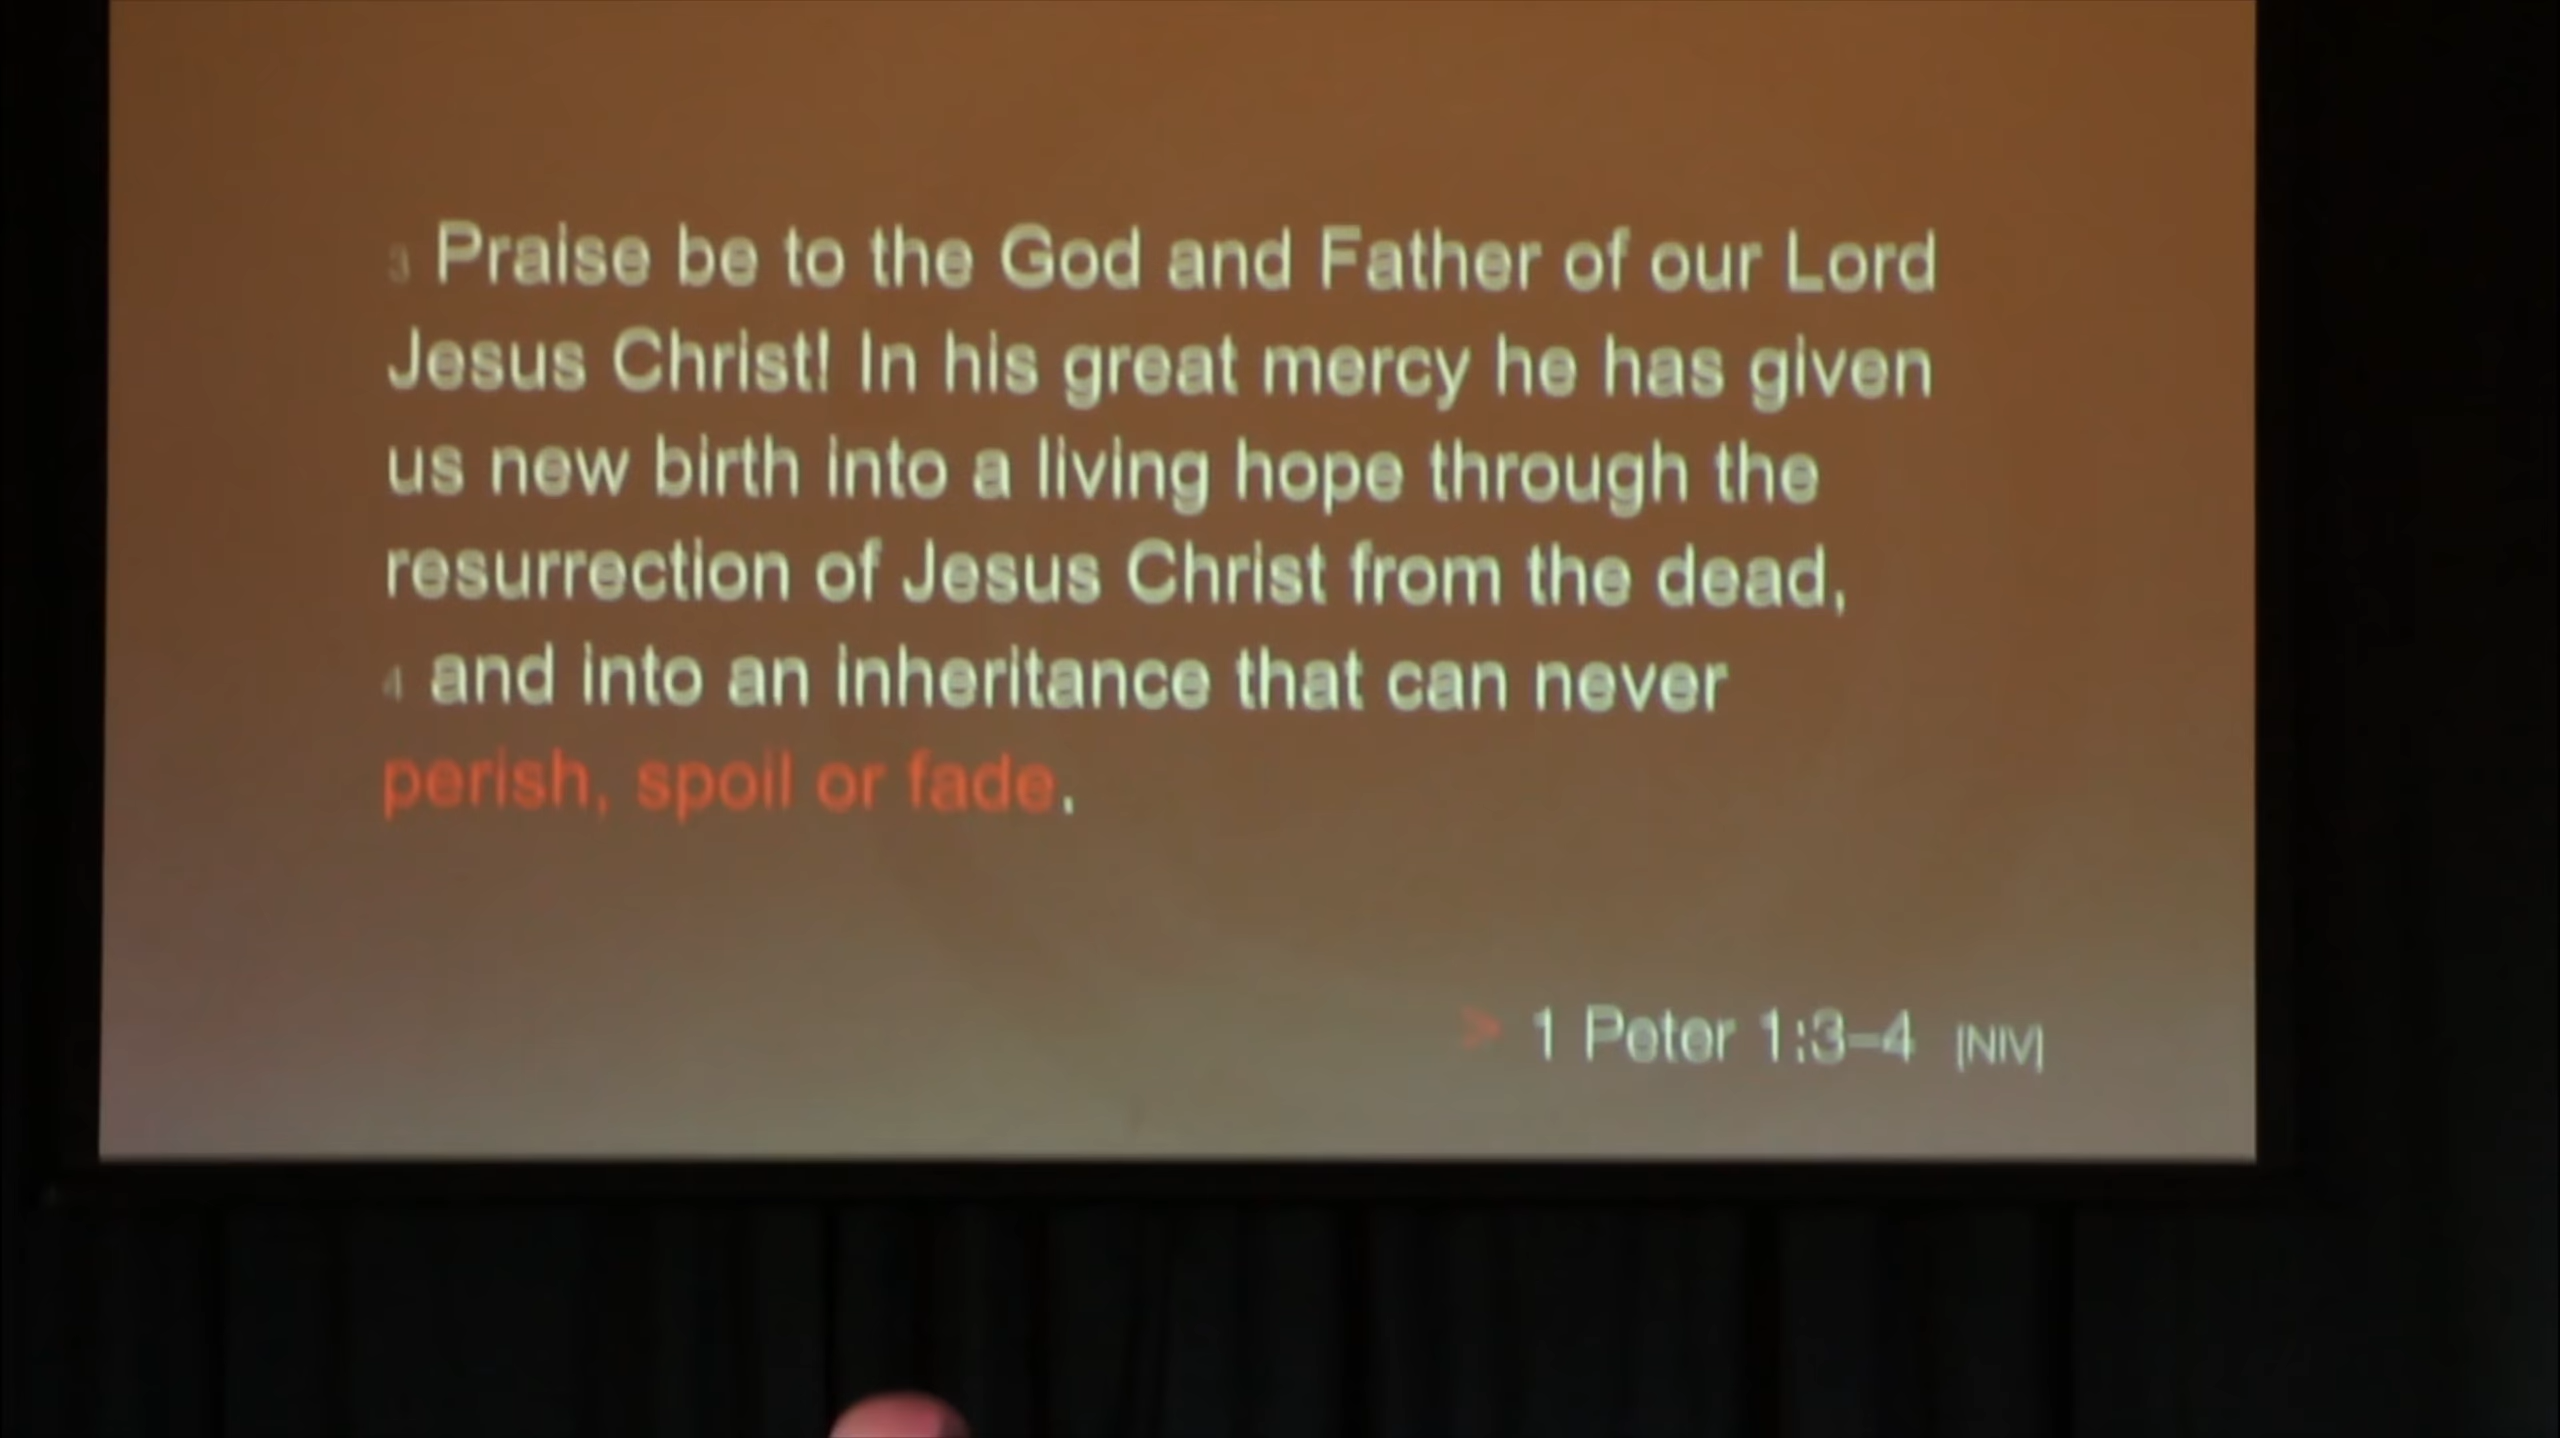 3 Praise be to the God and Father of our Lord
Jesus Christ! In his great mercy he has given
us new birth into a living hope through the
resurrection of Jesus Christ from the dead,
4 and into an inheritance that can never
perish, spoil or fade.
> 1 Peter 1:3–4 [NIV]